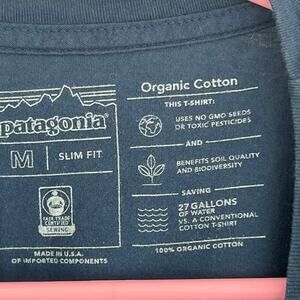 patagonia®
M
SLIM FIT
FAIR TRADE
CERTIFIED
SEWING
MADE IN U.S.A.
OF IMPORTED COMPONENTS
Organic Cotton
THIS T-SHIRT:
USES NO GMO SEEDS
OR TOXIC PESTICIDES
AND
BENEFITS SOIL QUALITY
AND BIODIVERSITY
SAVING
27 GALLONS
OF WATER
VS. A CONVENTIONAL
COTTON T-SHIRT
100% ORGANIC COTTON